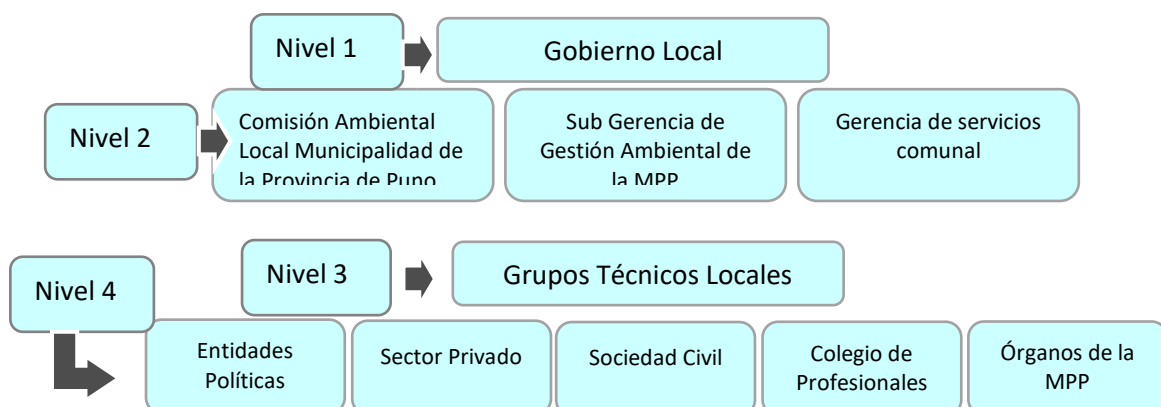 Nivel 1
Gobierno Local
Nivel 2
Comisión Ambiental
Local Municipalidad de
la Provincia de Puno
Sub Gerencia de
Gestión Ambiental de
la MPP
Gerencia de servicios
comunal
Nivel 3
Grupos Técnicos Locales
Nivel 4
Entidades
Políticas
Sector Privado
Sociedad Civil
Colegio de
Profesionales
Órganos de la
MPP